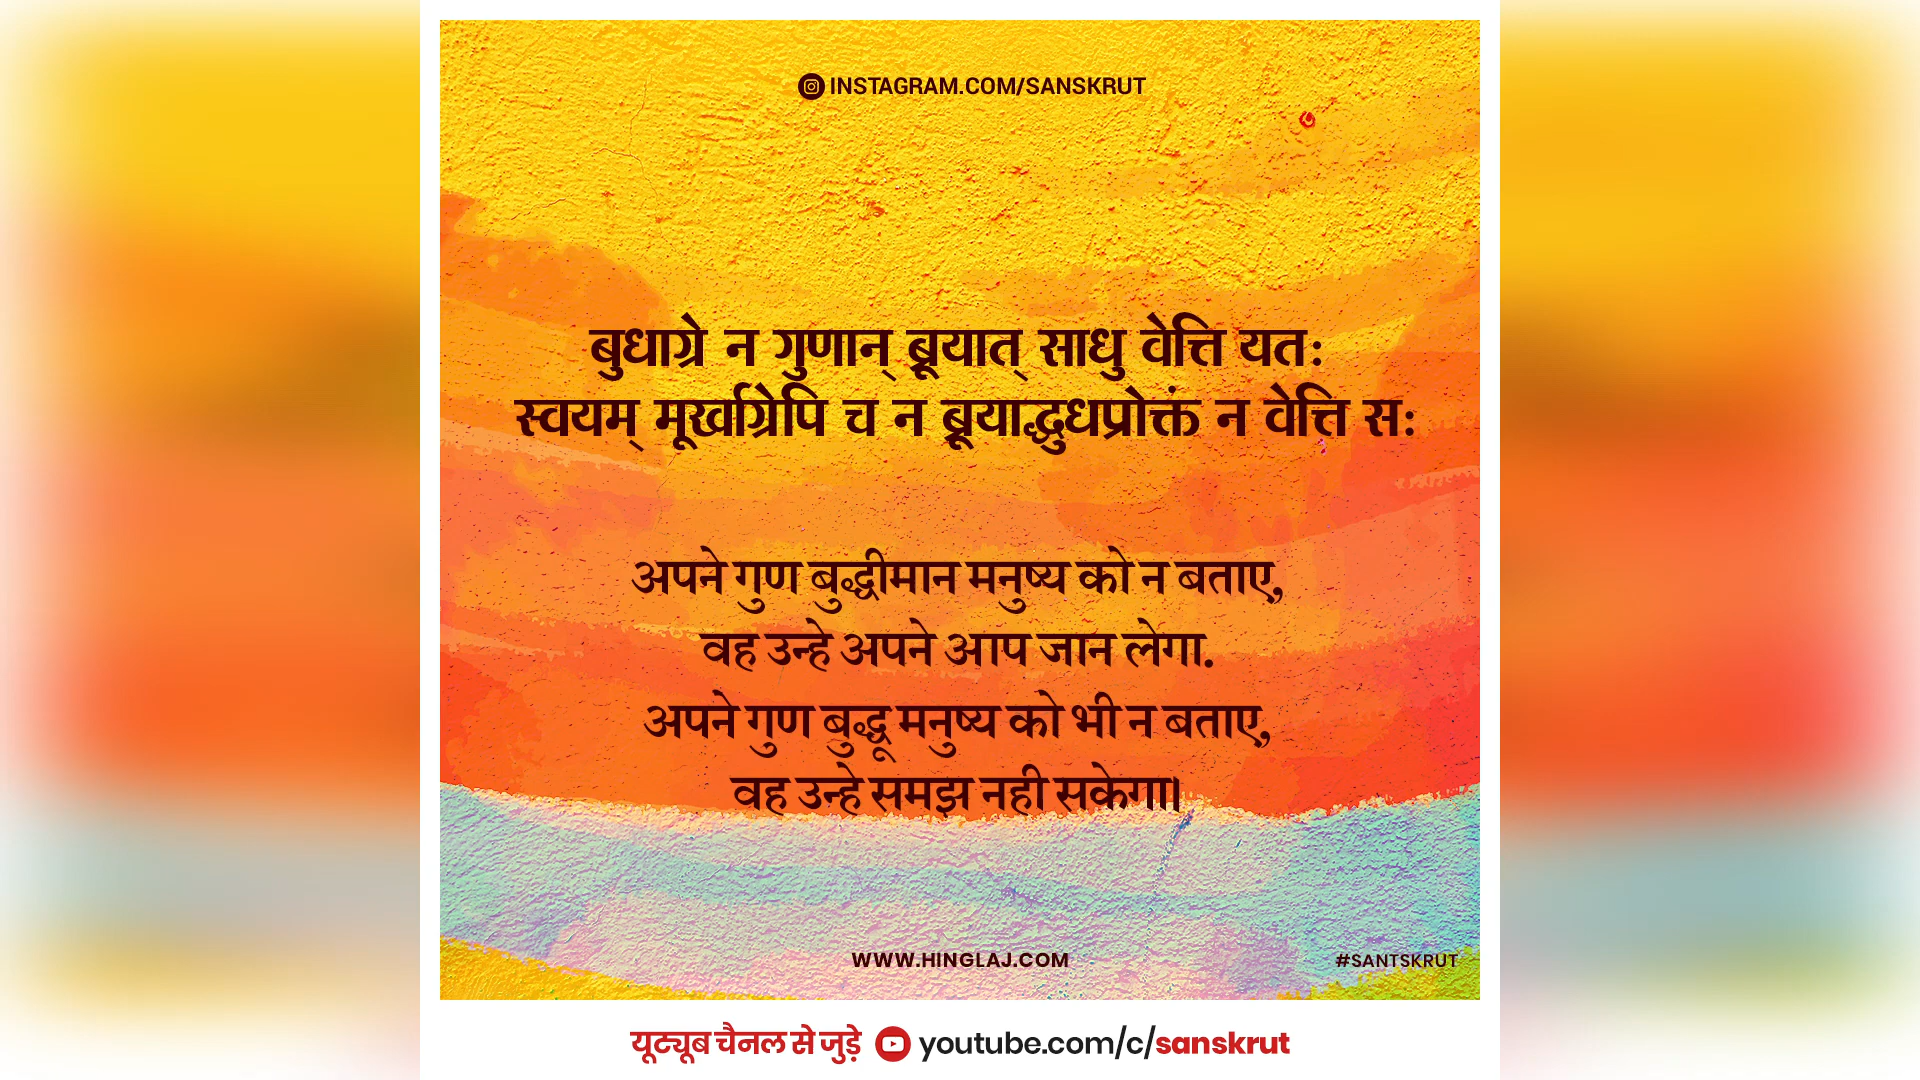 INSTAGRAM.COM/SANSKRUT
बुधाग्रे न गुणान् ब्रूयात् साधु वेत्ति यतः
स्वयम् मूर्खाग्रेपि च न ब्रूयाद्बुधप्रोक्तं न वेत्ति सः
अपने गुण बुद्धीमान मनुष्य को न बताए,
वह उन्हे अपने आप जान लेगा.
अपने गुण बुद्धू मनुष्य को भी न बताए,
वह उन्हे समझ नही सकेगा।
WWW.HINGLAJ.COM
#SANTSKRUT
यूट्यूब चैनल से जुड़े youtube.com/c/sanskrut